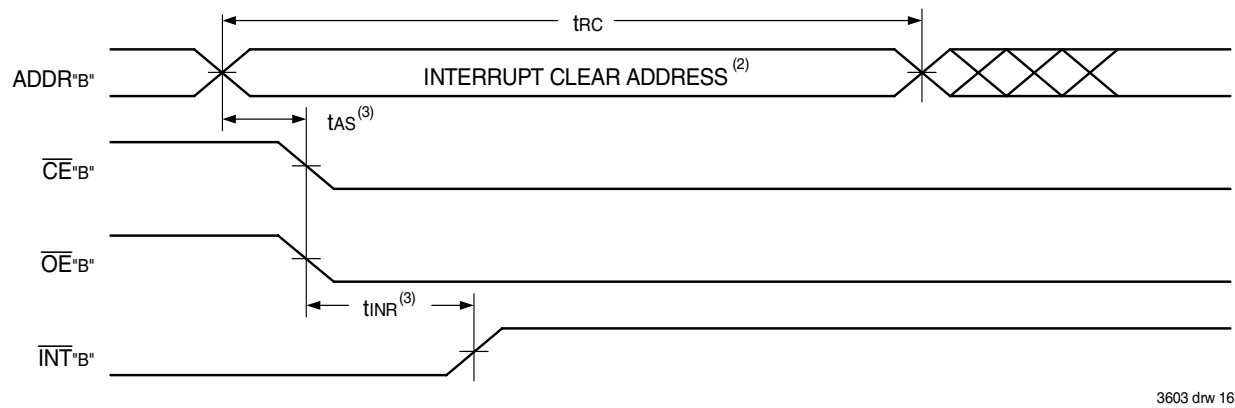 tRC
ADDR"B"
INTERRUPT CLEAR ADDRESS (2)
tAS(3)
CE"B"
OE"B"
tINR(3)
INT"B"
3603 drw 16